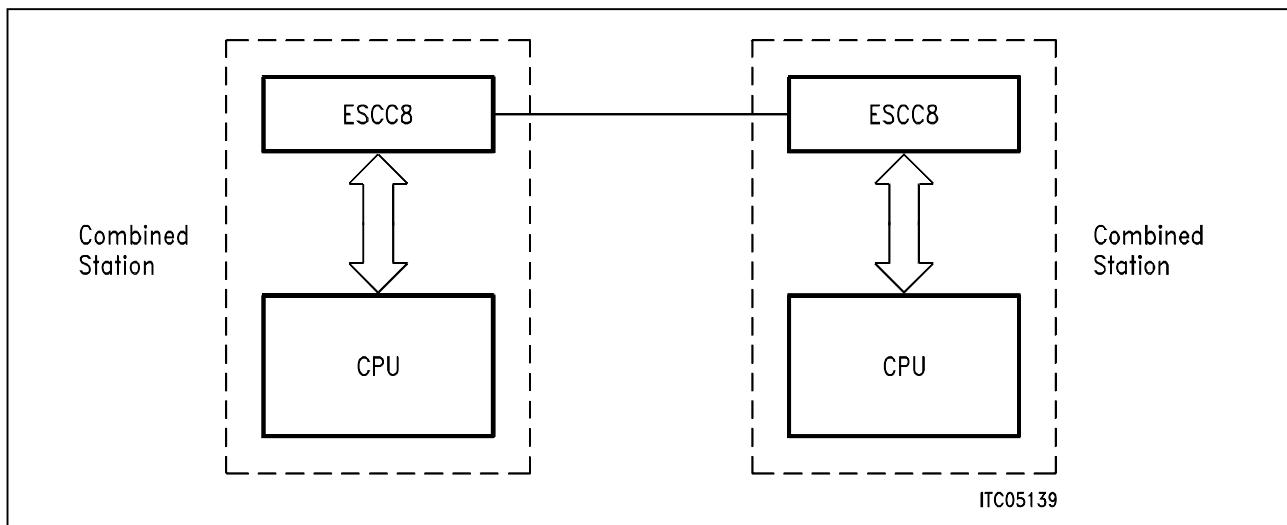 ESCC8
ESCC8
Combined
Station
Combined
Station
CPU
CPU
ITC05139